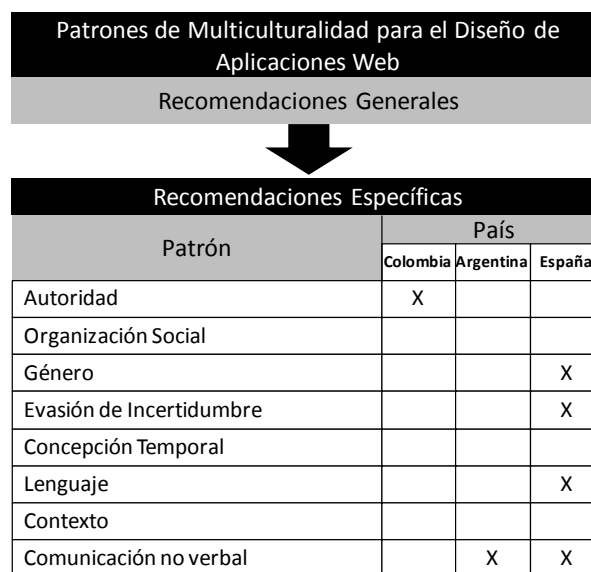 Patrones de Multiculturalidad para el Diseño de
Aplicaciones Web
Recomendaciones Generales
Recomendaciones Específicas
Patrón
País
Colombia Argentina España
Autoridad X
Organización Social
Género X
Evasión de Incertidumbre X
Concepción Temporal
Lenguaje X
Contexto
Comunicación no verbal X X